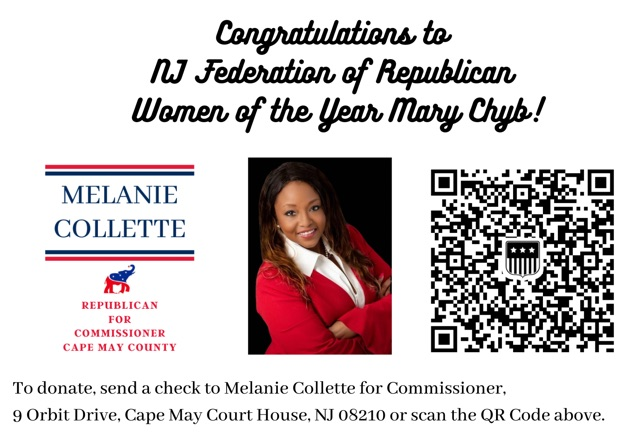 Congratulations to
NJ Federation of Republican
Women of the Year Mary Chyb!
MELANIE
COLLETTE
REPUBLICAN
FOR
COMMISSIONER
CAPE MAY COUNTY
To donate, send a check to Melanie Collette for Commissioner,
9 Orbit Drive, Cape May Court House, NJ 08210 or scan the QR Code above.